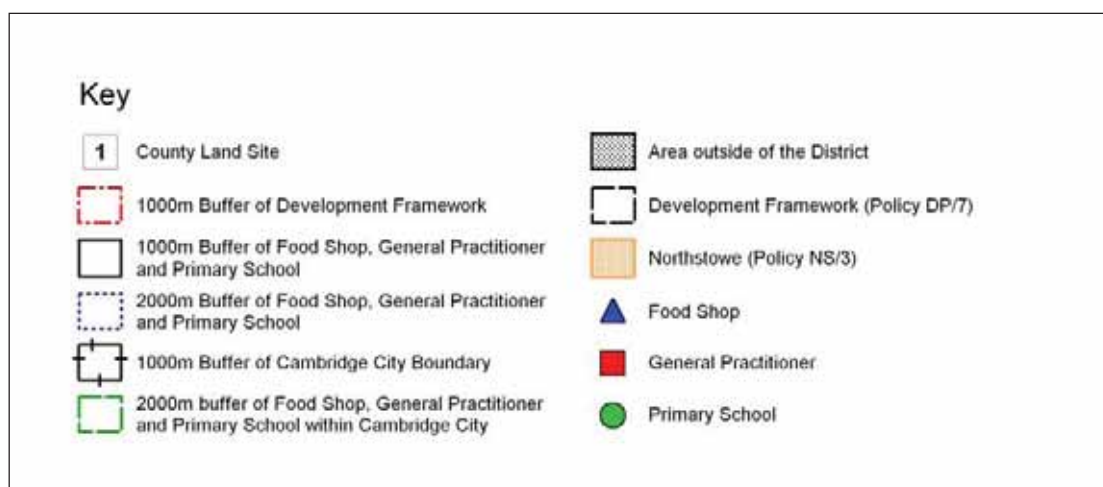 Key
1 County Land Site
1000m Buffer of Development Framework
1000m Buffer of Food Shop, General Practitioner
and Primary School
2000m Buffer of Food Shop, General Practitioner
and Primary School
1000m Buffer of Cambridge City Boundary
2000m buffer of Food Shop, General Practitioner
and Primary School within Cambridge City
Area outside of the District
Development Framework (Policy DP/7)
Northstowe (Policy NS/3)
Food Shop
General Practitioner
Primary School